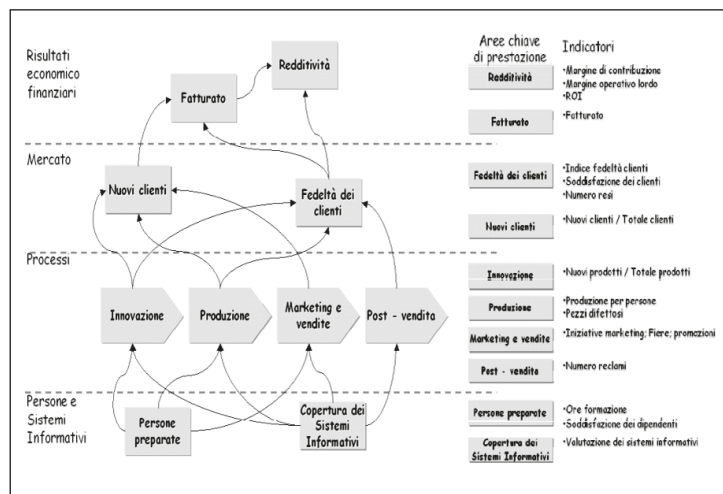 Risultati
economico
finanziari
Redditività
Fatturato
Mercato
Nuovi clienti
Fedeltà dei
clienti
Processi
Innovazione
Produzione
Marketing e
vendite
Post - vendita
Persone e
Sistemi
Informativi
Persone
preparate
Copertura dei
Sistemi
Informativi
Aree chiave
di prestazione
Indicatori
Redditività
•Margine di contribuzione
•Margine operativo lordo
•ROI
Fatturato
•Fatturato
Fedeltà dei clienti
•Indice fedeltà clienti
•Soddisfazione dei clienti
•Numero resi
Nuovi clienti
•Nuovi clienti / Totale clienti
Innovazione
•Nuovi prodotti / Totale prodotti
Produzione
•Produzione per persone
•Pezzi difettosi
Marketing e vendite
•Iniziative marketing; Fiere; promozioni
Post - vendita
•Numero reclami
Persone preparate
•Ore formazione
•Soddisfazione dei dipendenti
Copertura dei
Sistemi Informativi
•Valutazione dei sistemi informativi